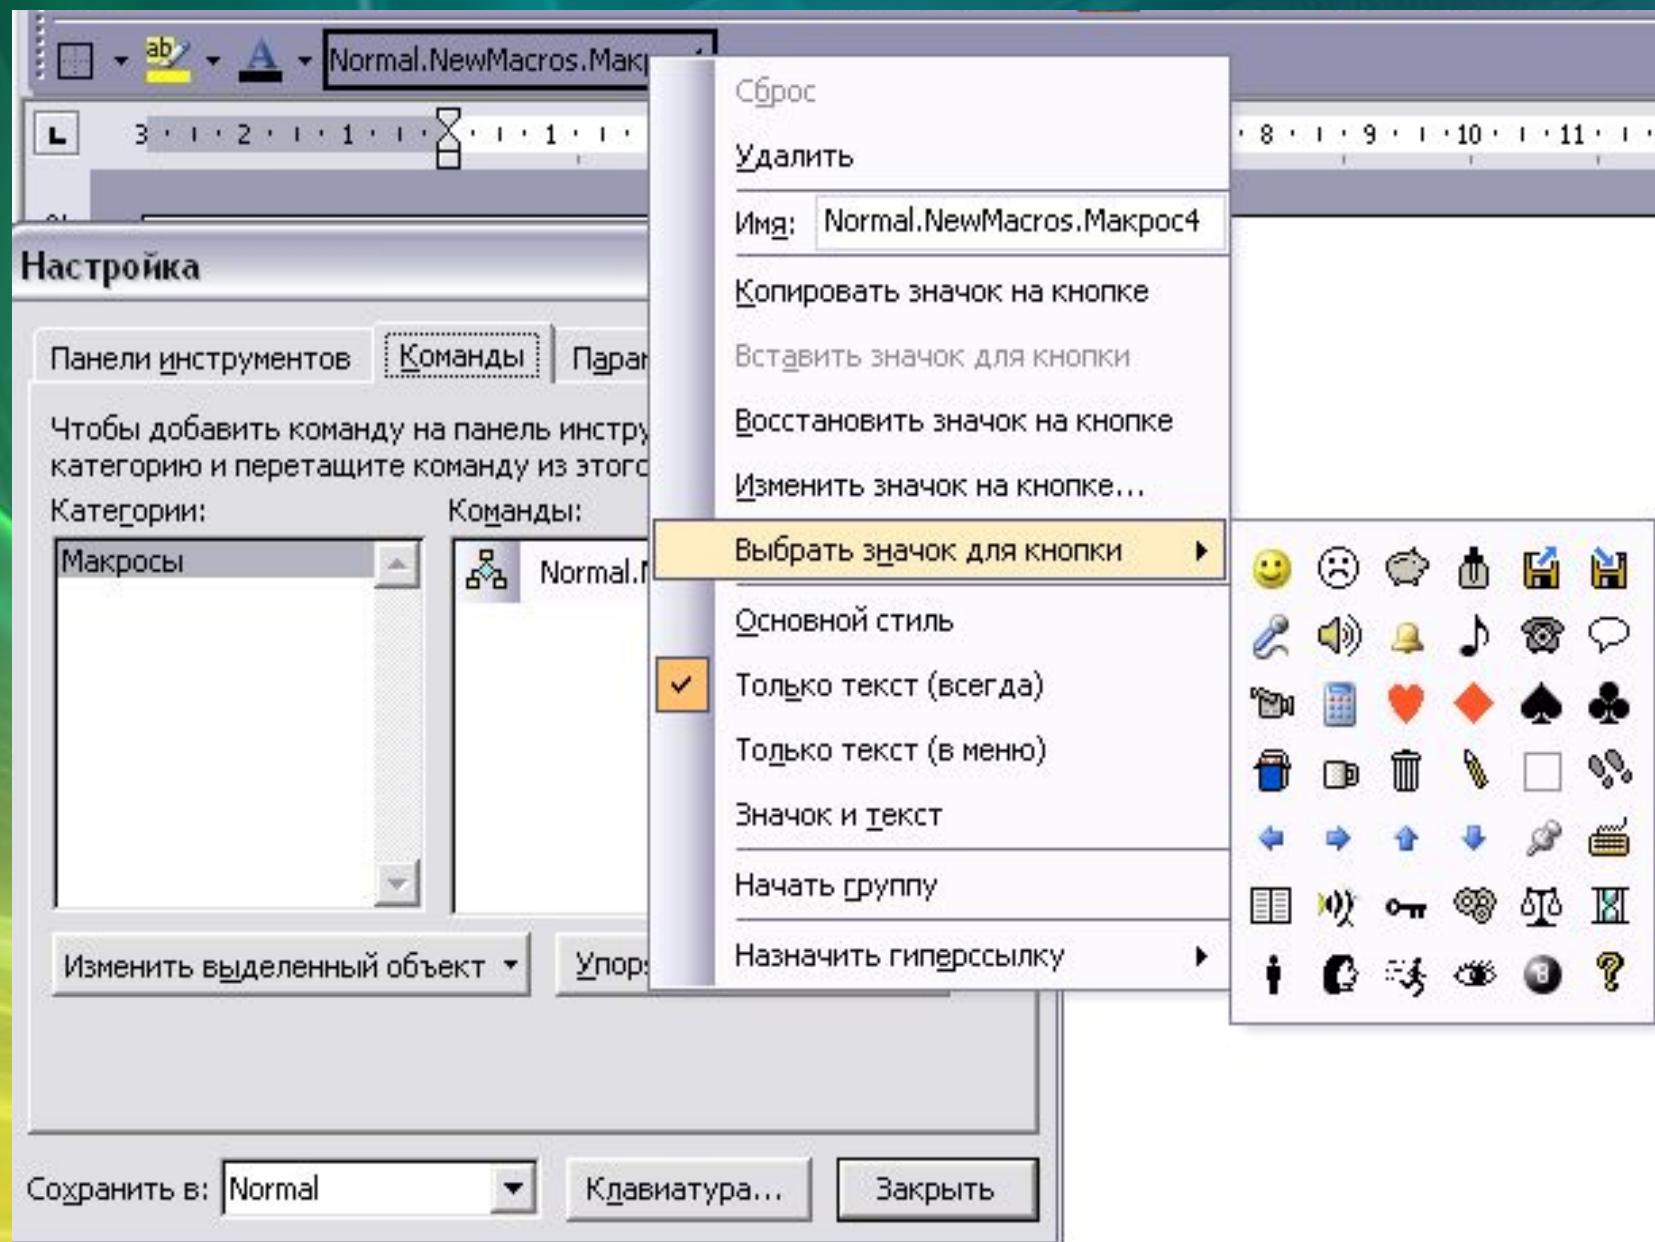 Normal.NewMacros.Мак
L 3 2 1 1 8 9 10 11
Сброс
Удалить
Имя: Normal.NewMacros.Макрос4
Копировать значок на кнопке
Вставить значок для кнопки
Восстановить значок на кнопке
Изменить значок на кнопке...
Выбрать значок для кнопки
Основной стиль
Только текст (всегда)
Только текст (в меню)
Значок и текст
Начать группу
Назначить гиперссылку
Настройка
Панели инструментов Команды Пара
Чтобы добавить команду на панель инстру
категорию и перетащите команду из этого
Категории: Команды:
Макросы Normal.
Изменить выделенный объект Упор
Сохранить в: Normal Клавиатура... Закрыть